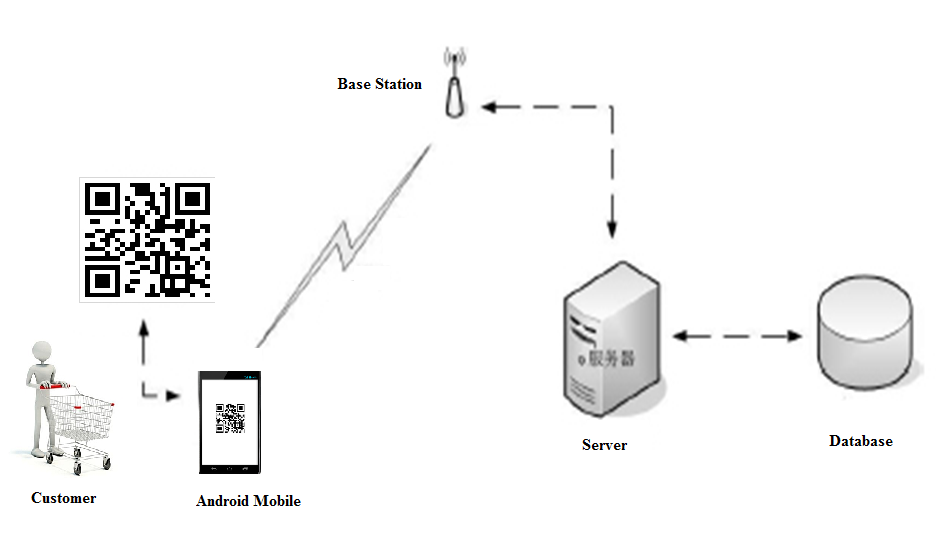 Base Station
服务器
Server
Database
Customer
Android Mobile